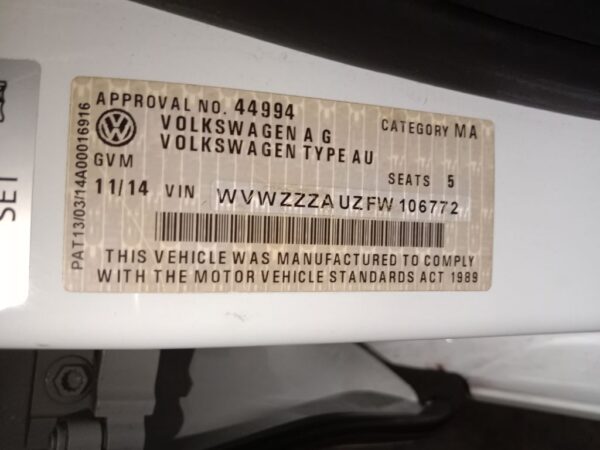 APPROVAL NO. 44994
VOLKSWAGEN AG
CATEGORY MA
VOLKSWAGEN TYPE AU
GVM
SEATS 5
11/14 VIN WVWZZZAUZFW106772
THIS VEHICLE WAS MANUFACTURED TO COMPLY
WITH THE MOTOR VEHICLE STANDARDS ACT 1989
PAT13/03/14A00016916
SET